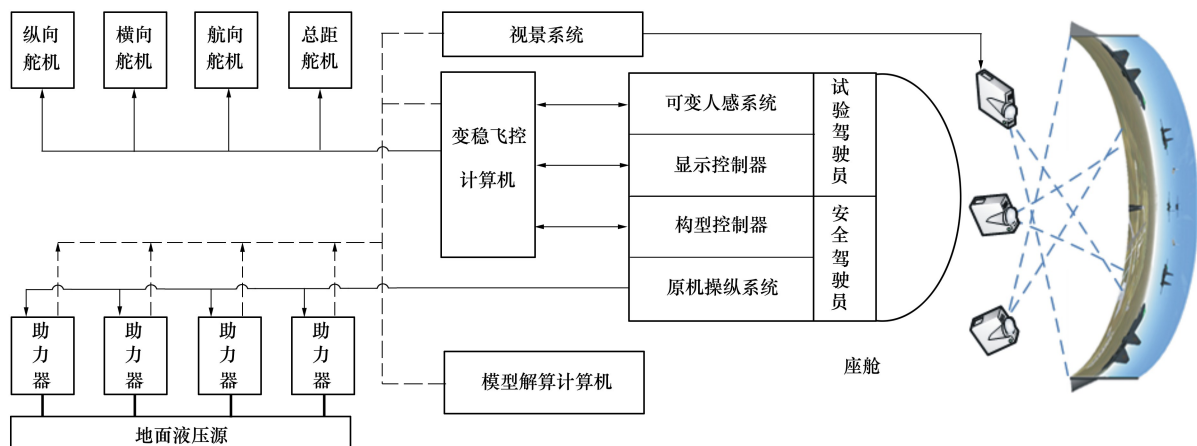 纵向
舵机
横向
舵机
航向
舵机
总距
舵机
视景系统
变稳飞控
计算机
可变人感系统
显示控制器
构型控制器
原机操纵系统
试验驾驶员
安全驾驶员
助力器
助力器
助力器
助力器
模型解算计算机
座舱
地面液压源